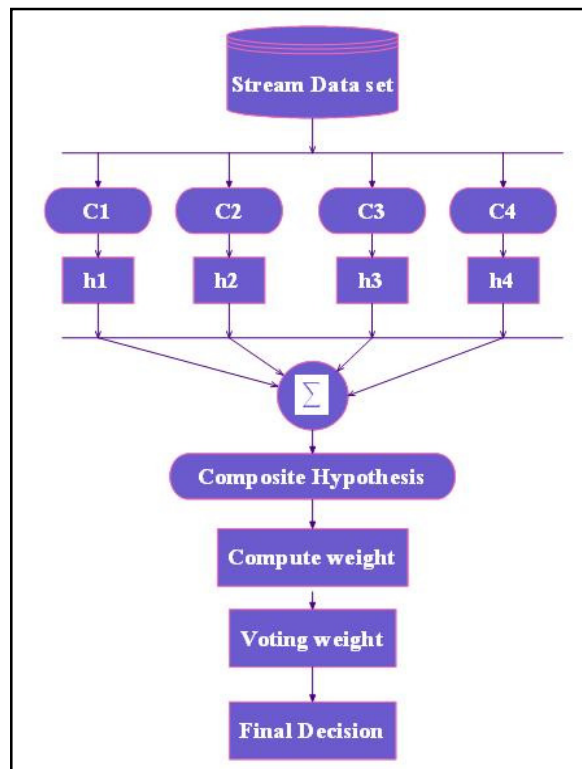 Stream Data set
C1 C2 C3 C4
h1 h2 h3 h4
∑
Composite Hypothesis
Compute weight
Voting weight
Final Decision